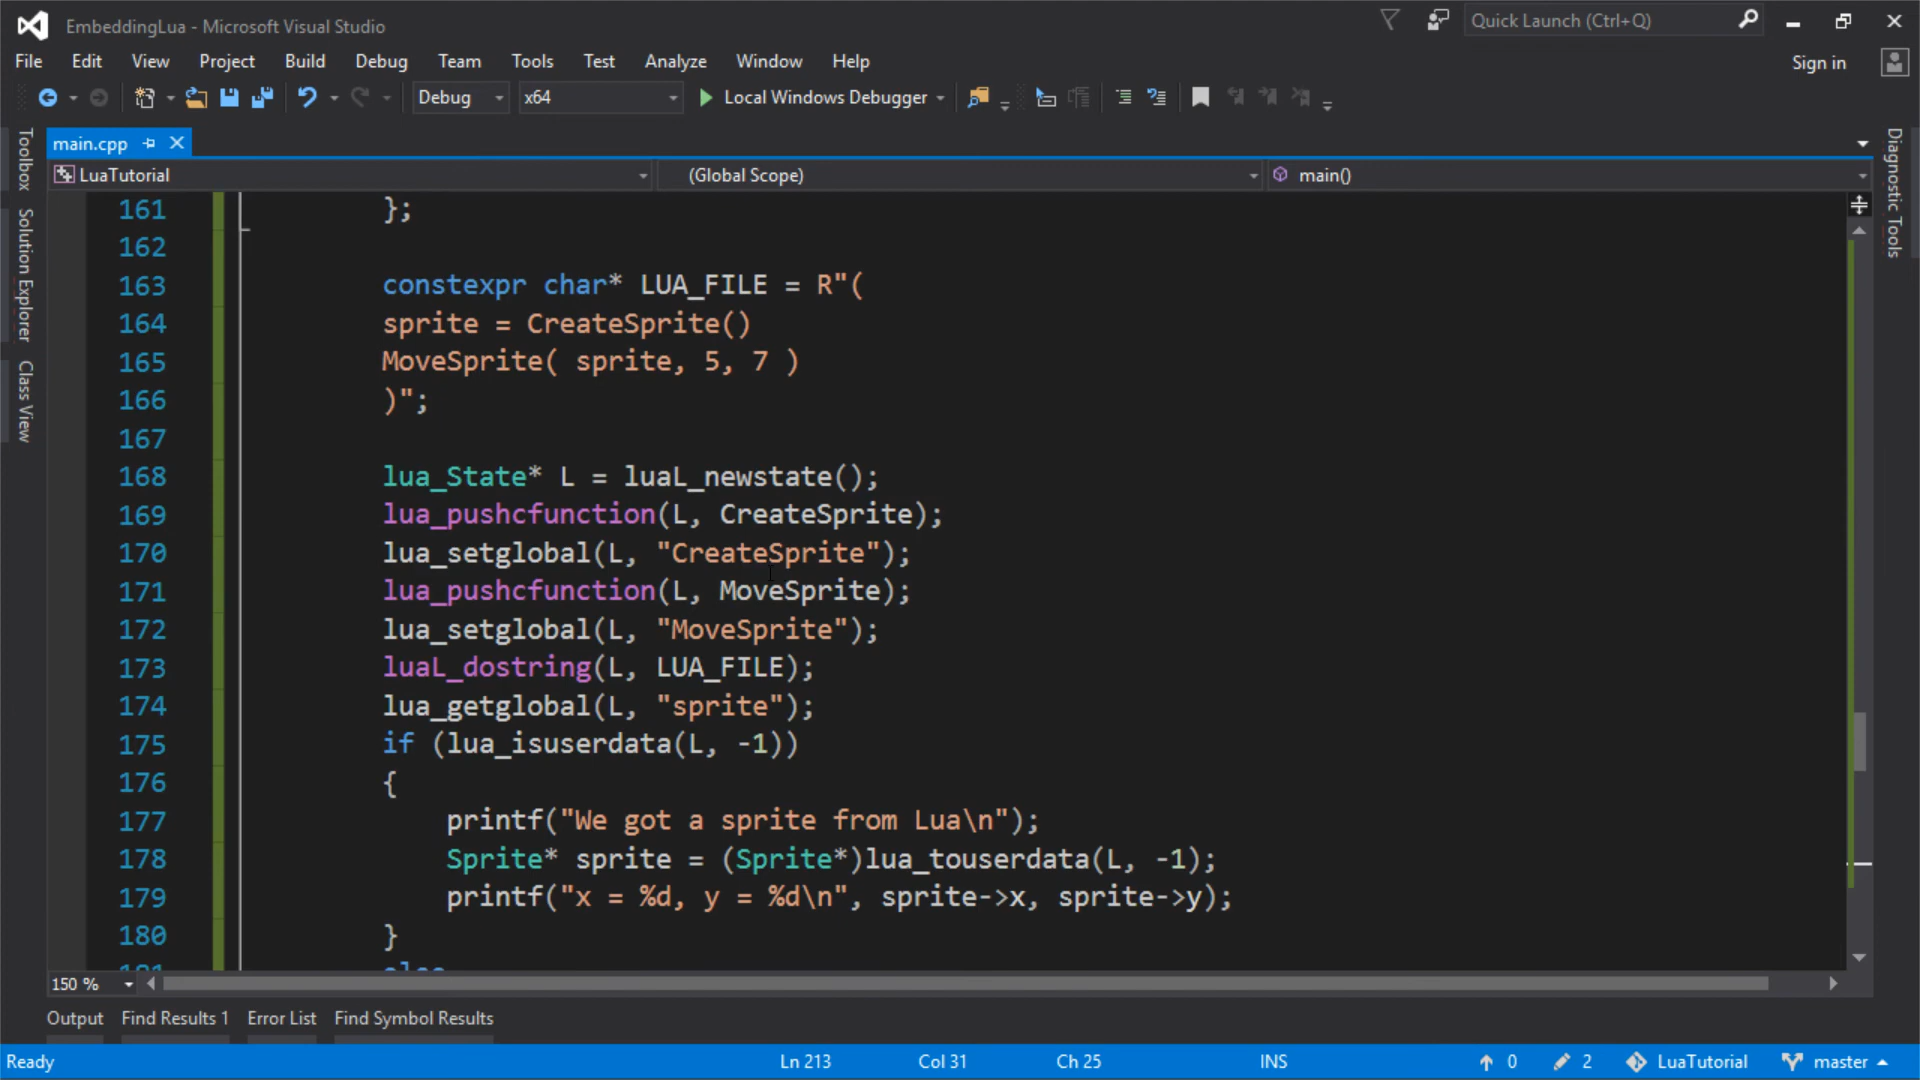 EmbeddingLua - Microsoft Visual Studio
Quick Launch (Ctrl+Q)
File Edit View Project Build Debug Team Tools Test Analyze Window Help
Sign in
Debug x64 Local Windows Debugger
main.cpp
LuaTutorial (Global Scope) main()
Toolbox
Solution Explorer
Class View
Diagnostic Tools
161 };
162
163 constexpr char* LUA_FILE = R"(
164 sprite = CreateSprite()
165 MoveSprite( sprite, 5, 7 )
166 )";
167
168 lua_State* L = luaL_newstate();
169 lua_pushcfunction(L, CreateSprite);
170 lua_setglobal(L, "CreateSprite");
171 lua_pushcfunction(L, MoveSprite);
172 lua_setglobal(L, "MoveSprite");
173 luaL_dostring(L, LUA_FILE);
174 lua_getglobal(L, "sprite");
175 if (lua_isuserdata(L, -1))
176 {
177 printf("We got a sprite from Lua\n");
178 Sprite* sprite = (Sprite*)lua_touserdata(L, -1);
179 printf("x = %d, y = %d\n", sprite->x, sprite->y);
180 }
181 else
150 %
Output Find Results 1 Error List Find Symbol Results
Ready Ln 213 Col 31 Ch 25 INS 0 2 LuaTutorial master